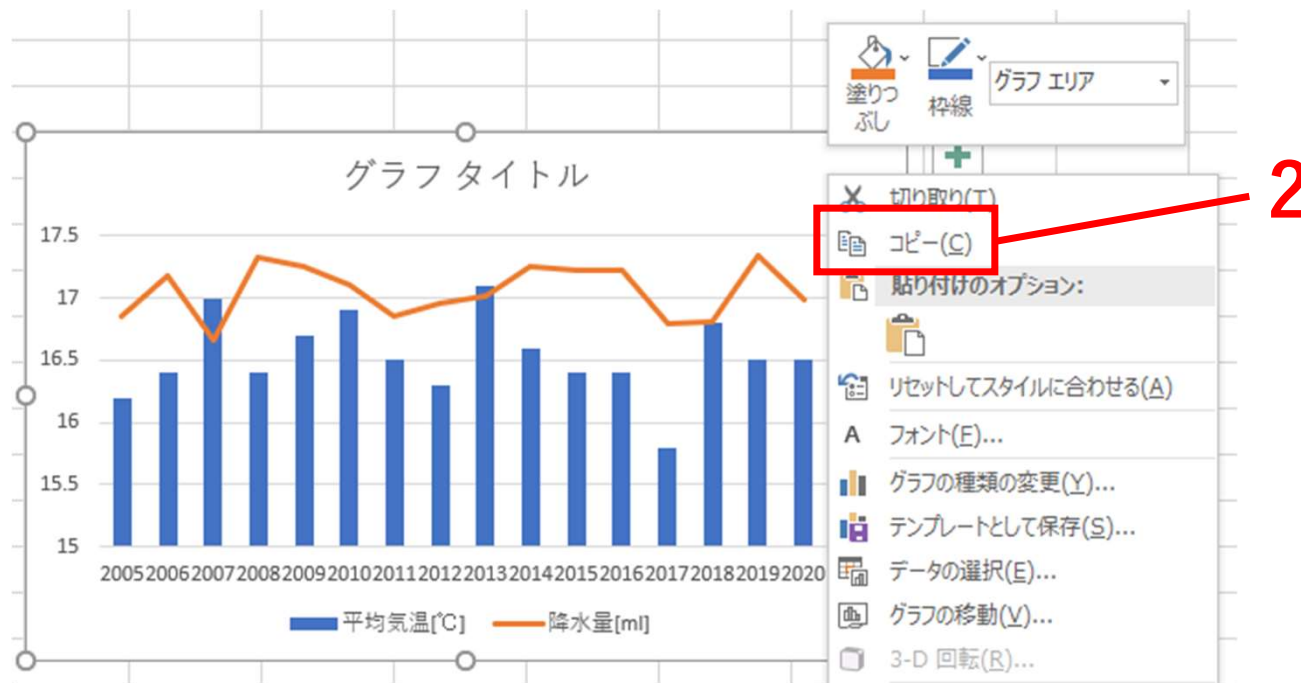 塗りつ
ぶし
枠線
グラフ エリア
グラフ タイトル
17.5
17
16.5
16
15.5
15
2005 2006 2007 2008 2009 2010 2011 2012 2013 2014 2015 2016 2017 2018 2019 2020
平均気温[℃]
降水量[ml]
切り取り(T)
コピー(C)
貼り付けのオプション:
リセットしてスタイルに合わせる(A)
A フォント(F)...
グラフの種類の変更(Y)...
テンプレートとして保存(S)...
データの選択(E)...
グラフの移動(V)...
3-D 回転(R)...
2